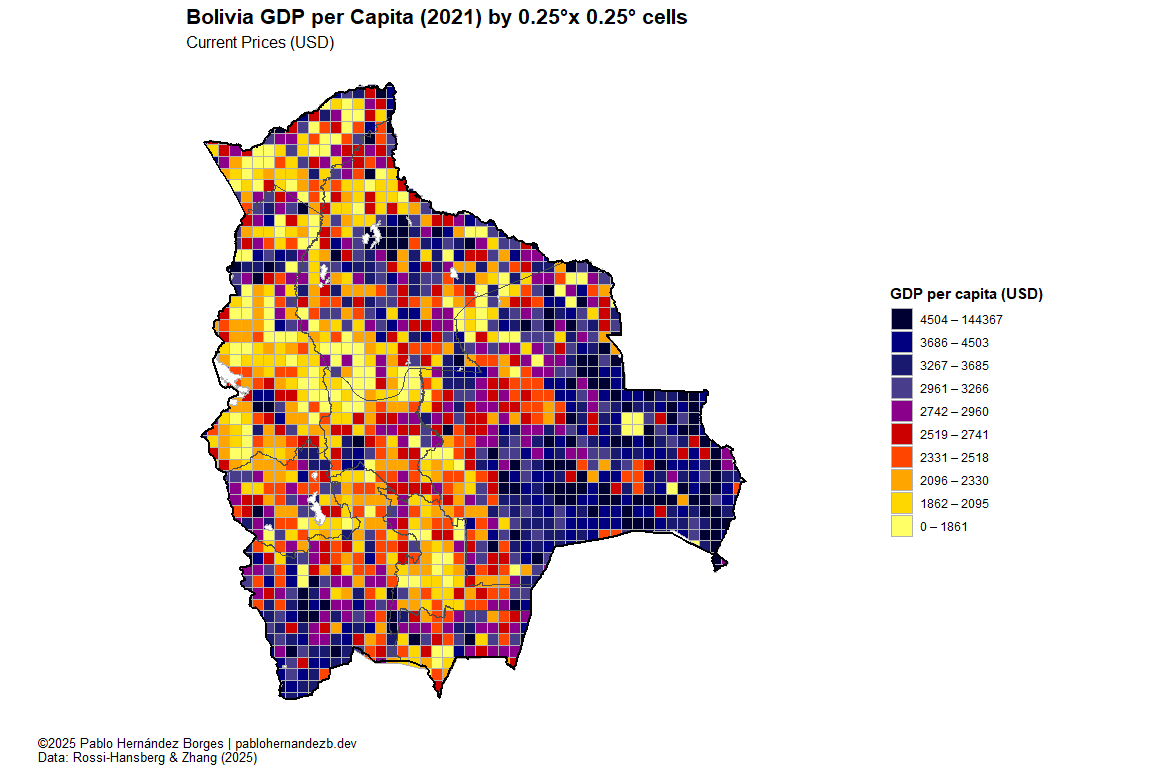 Bolivia GDP per Capita (2021) by 0.25°x 0.25° cells
Current Prices (USD)
GDP per capita (USD)
4504 – 144367
3686 – 4503
3267 – 3685
2961 – 3266
2742 – 2960
2519 – 2741
2331 – 2518
2096 – 2330
1862 – 2095
0 – 1861
©2025 Pablo Hernández Borges | pablohernandezb.dev
Data: Rossi-Hansberg & Zhang (2025)